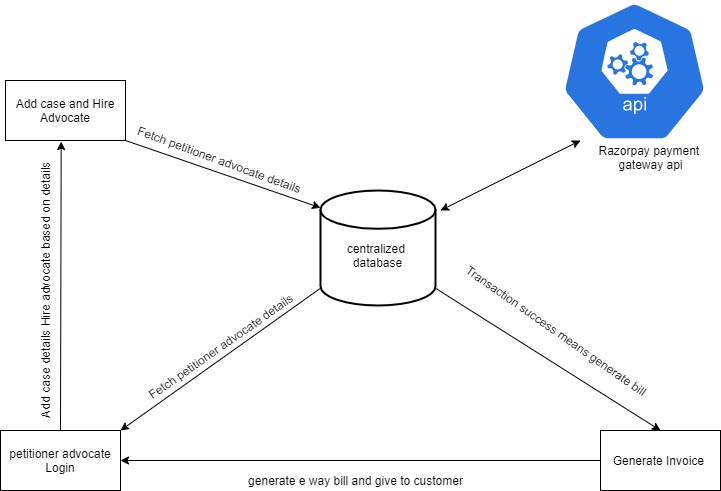 api
Razorpay payment
gateway api
Add case and Hire
Advocate
Fetch petitioner advocate details
centralized
database
Add case details Hire advocate based on details
Fetch petitioner advocate details
Transaction success means generate bill
petitioner advocate
Login
Generate Invoice
generate e way bill and give to customer